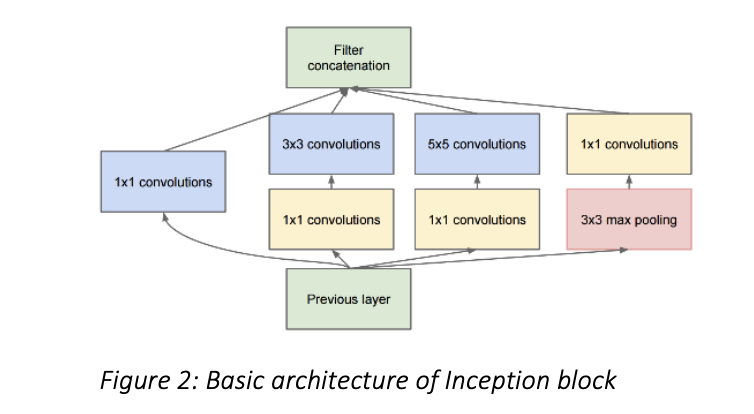 Filter
concatenation
3x3 convolutions
5x5 convolutions
1x1 convolutions
1x1 convolutions
1x1 convolutions
1x1 convolutions
3x3 max pooling
Previous layer
Figure 2: Basic architecture of Inception block